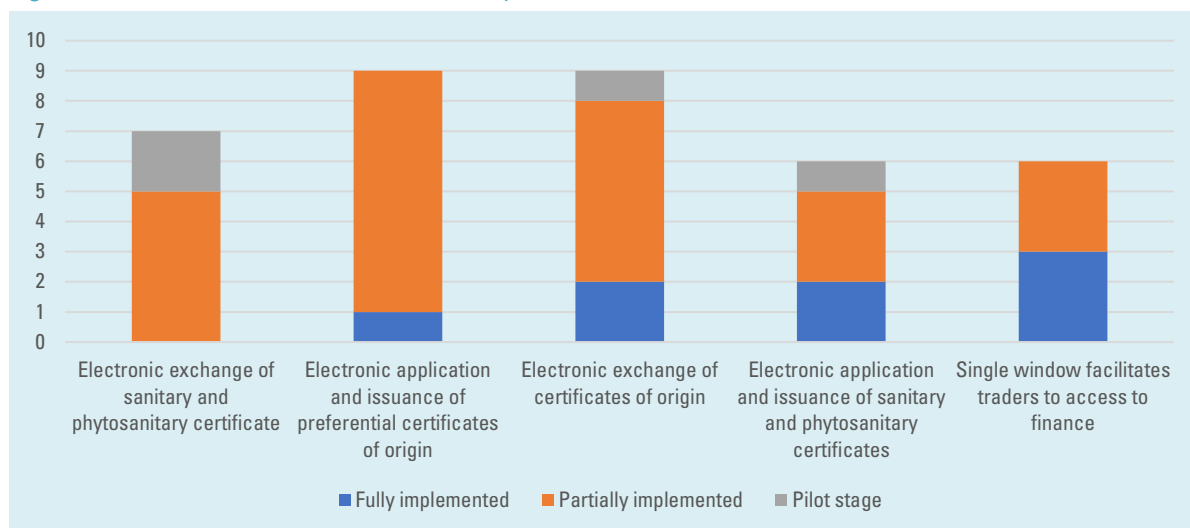 10
9
8
7
6
5
4
3
2
1
0
Electronic exchange of
sanitary and
phytosanitary certificate
Electronic application
and issuance of
preferential certificates
of origin
Electronic exchange of
certificates of origin
Electronic application
and issuance of sanitary
and phytosanitary
certificates
Single window facilitates
traders to access to
finance
Fully implemented
Partially implemented
Pilot stage